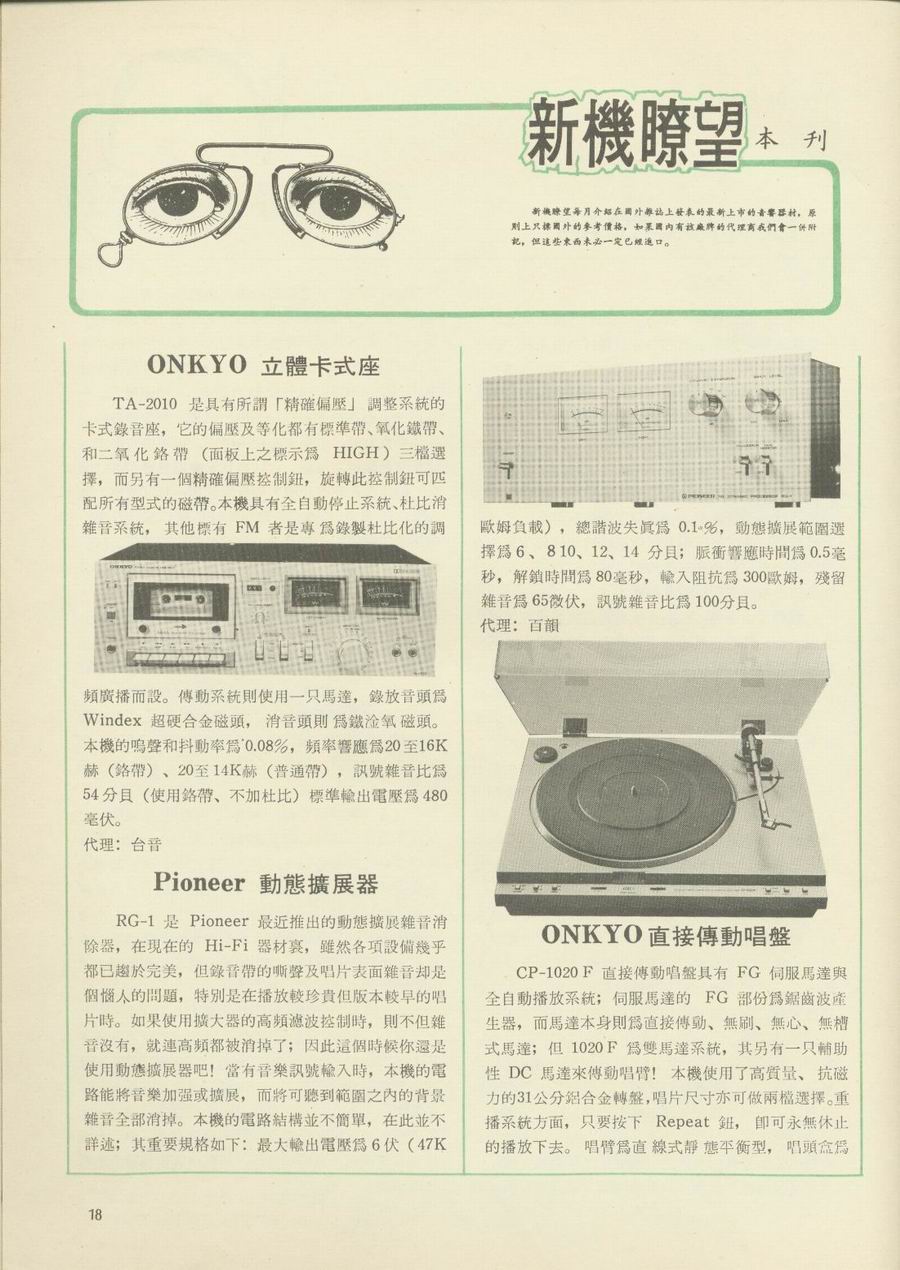 新機瞭望
本刊
新機瞭望每月介紹在國外雜誌上發表的最新上市的音響器材，原
則上只標國外的參考價格，如果國內有該廠牌的代理商我們會一併附
記，但這些東西未必一定已經進口。
ONKYO 立體卡式座
TA-2010 是具有所謂「精確偏壓」調整系統的
卡式錄音座，它的偏壓及等化都有標準帶、氧化鐵帶、
和二氧化鉻帶（面板上之標示爲 HIGH）三檔選
擇，而另有一個精確偏壓控制鈕，旋轉此控制鈕可匹
配所有型式的磁帶。本機具有全自動停止系統、杜比消
雜音系統，其他標有 FM 者是專爲錄製杜比化的調
ONKYO
頻廣播而設。傳動系統則使用一只馬達，錄放音頭爲
Windex 超硬合金磁頭，消音頭則爲鐵淦氧磁頭。
本機的嗚聲和抖動率爲0.08%，頻率響應爲20至16K
赫（鉻帶）、20至14K赫（普通帶），訊號雜音比爲
54分貝（使用鉻帶、不加杜比）標準輸出電壓爲480
毫伏。
代理：台音
Pioneer 動態擴展器
RG-1 是 Pioneer 最近推出的動態擴展雜音消
除器，在現在的 Hi-Fi 器材裏，雖然各項設備幾乎
都已趨於完美，但錄音帶的嘶聲及唱片表面雜音却是
個惱人的問題，特別是在播放較珍貴但版本較早的唱
片時。如果使用擴大器的高頻濾波控制時，則不但雜
音沒有，就連高頻都被消掉了；因此這個時候你還是
使用動態擴展器吧！當有音樂訊號輸入時，本機的電
路能將音樂加强或擴展，而將可聽到範圍之內的背景
雜音全部消掉。本機的電路結構並不簡單，在此並不
詳述；其重要規格如下：最大輸出電壓爲6伏（47K
PIONEER
歐姆負載），總諧波失眞爲 0.1%，動態擴展範圍選
擇爲6、8 10、12、14 分貝；脈衝響應時間爲0.5毫
秒，解鎖時間爲80毫秒，輸入阻抗爲300歐姆，殘留
雜音爲65微伏，訊號雜音比爲100分貝。
代理：百韻
ONKYO直接傳動唱盤
CP-1020 F 直接傳動唱盤具有 FG 伺服馬達與
全自動播放系統；伺服馬達的 FG 部份爲鋸齒波產
生器，而馬達本身則爲直接傳動、無刷、無心、無槽
式馬達；但 1020 F 爲雙馬達系統，其另有一只輔助
性 DC 馬達來傳動唱臂！本機使用了高質量、抗磁
力的31公分鋁合金轉盤，唱片尺寸亦可做兩檔選擇。重
播系統方面，只要按下 Repeat 鈕，卽可永無休止
的播放下去。唱臂爲直線式靜態平衡型，唱頭盒爲
18